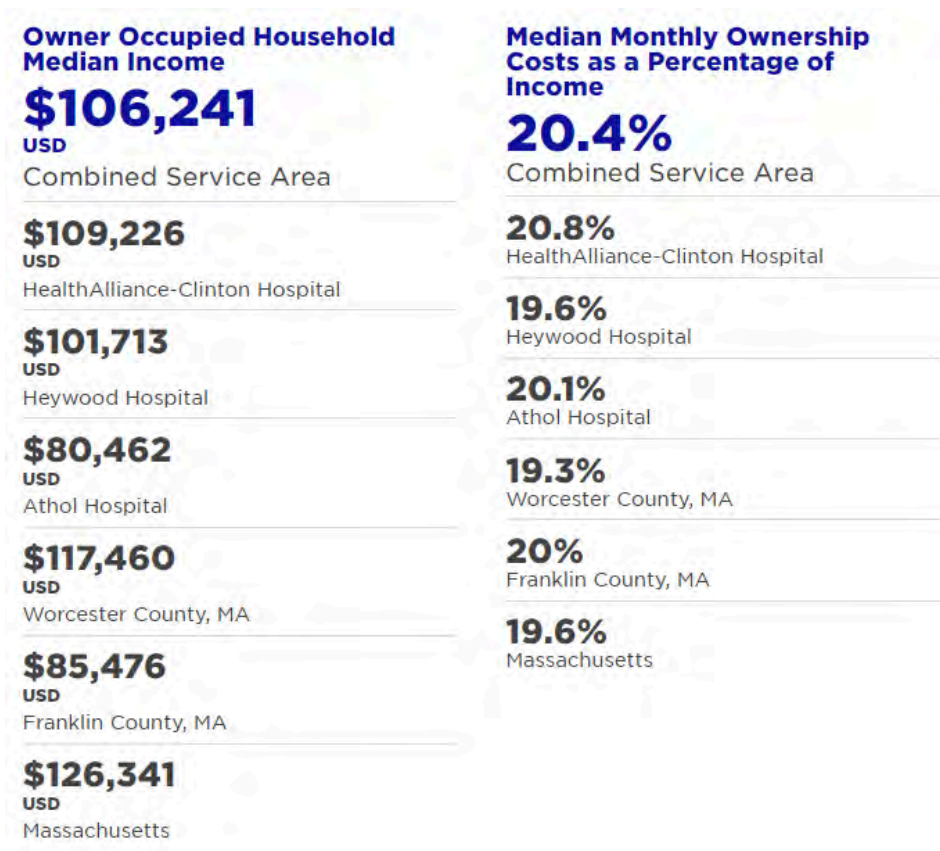 Owner Occupied Household
Median Income
$106,241
USD
Combined Service Area
$109,226
USD
HealthAlliance-Clinton Hospital
$101,713
USD
Heywood Hospital
$80,462
USD
Athol Hospital
$117,460
USD
Worcester County, MA
$85,476
USD
Franklin County, MA
$126,341
USD
Massachusetts
Median Monthly Ownership
Costs as a Percentage of
Income
20.4%
Combined Service Area
20.8%
HealthAlliance-Clinton Hospital
19.6%
Heywood Hospital
20.1%
Athol Hospital
19.3%
Worcester County, MA
20%
Franklin County, MA
19.6%
Massachusetts